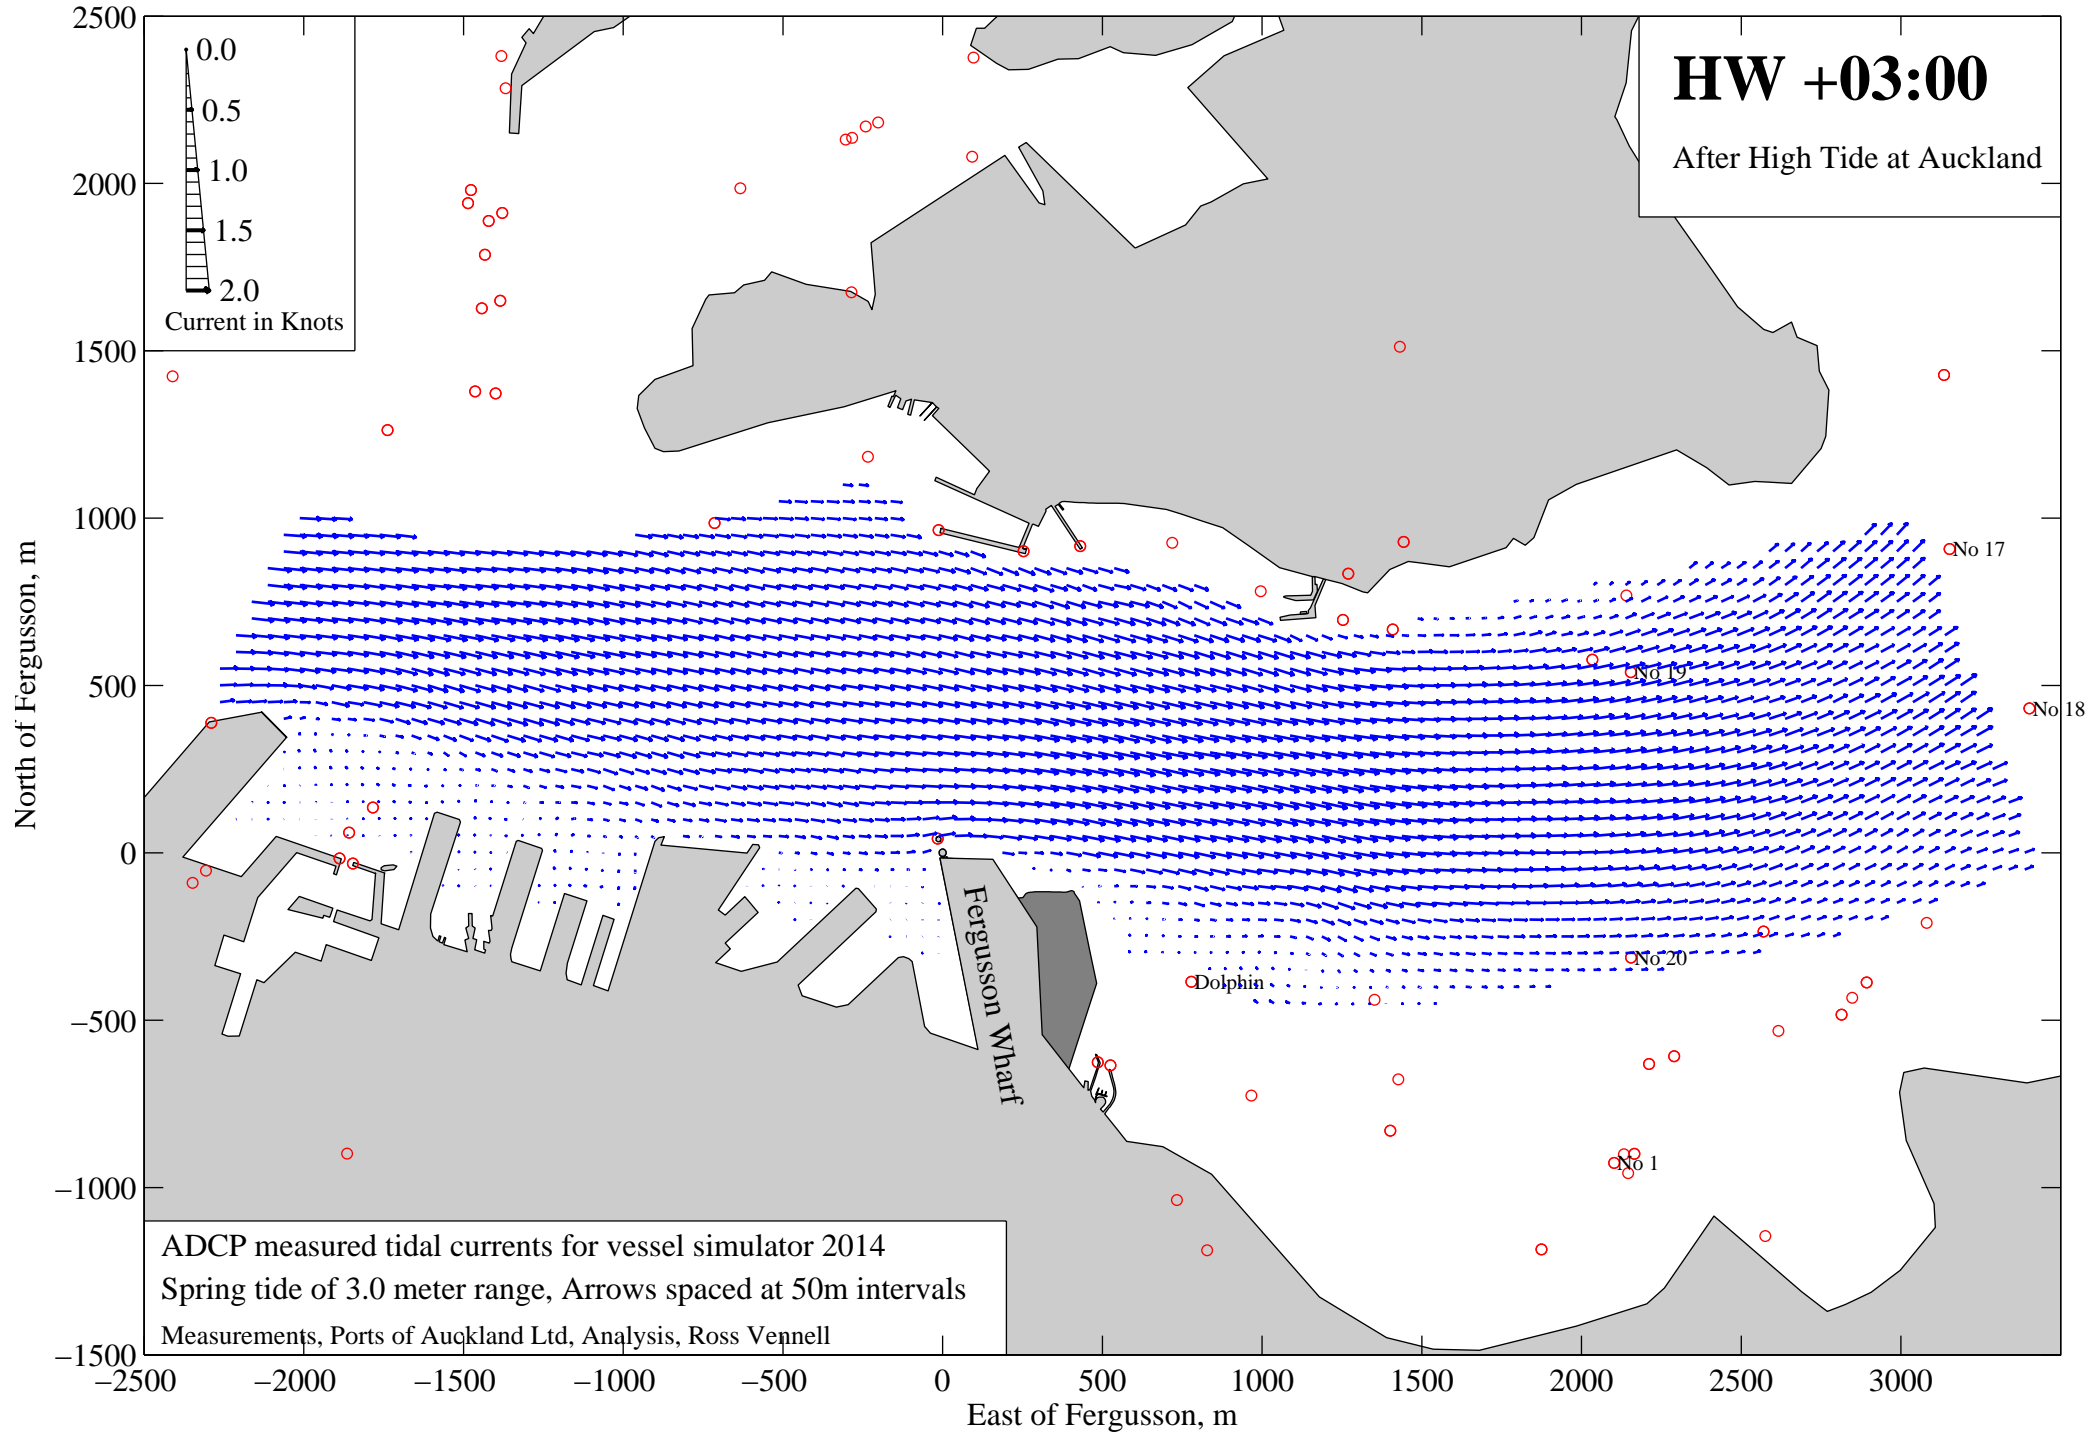 2500
2000
1500
1000
500
0
−500
−1000
−1500
North of Fergusson, m
0.0
0.5
1.0
1.5
2.0
Current in Knots
HW +03:00
After High Tide at Auckland
No 17
No 19
No 18
No 20
Dolphin
No 1
Fergusson Wharf
ADCP measured tidal currents for vessel simulator 2014
Spring tide of 3.0 meter range, Arrows spaced at 50m intervals
Measurements, Ports of Auckland Ltd, Analysis, Ross Vennell
−2500 −2000 −1500 −1000 −500 0 500 1000 1500 2000 2500 3000
East of Fergusson, m